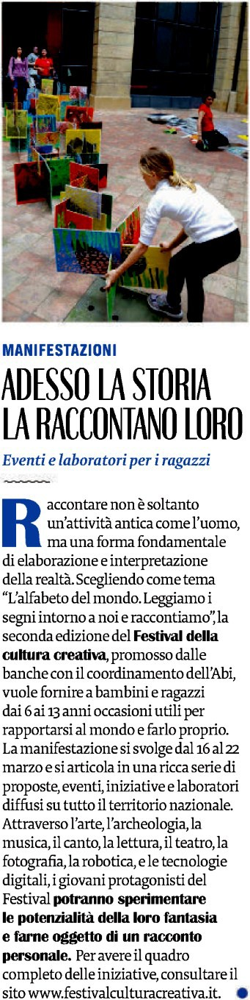 MANIFESTAZIONI
ADESSO LA STORIA
LA RACCONTANO LORO
Eventi e laboratori per i ragazzi
Raccontare non è soltanto
un'attività antica come l'uomo,
ma una forma fondamentale
di elaborazione e interpretazione
della realtà. Scegliendo come tema
“L'alfabeto del mondo. Leggiamo i
segni intorno a noi e raccontiamo”, la
seconda edizione del Festival della
cultura creativa, promosso dalle
banche con il coordinamento dell'Abi,
vuole fornire a bambini e ragazzi
dai 6 ai 13 anni occasioni utili per
rapportarsi al mondo e farlo proprio.
La manifestazione si svolge dal 16 al 22
marzo e si articola in una ricca serie di
proposte, eventi, iniziative e laboratori
diffusi su tutto il territorio nazionale.
Attraverso l'arte, l'archeologia, la
musica, il canto, la lettura, il teatro, la
fotografia, la robotica, e le tecnologie
digitali, i giovani protagonisti del
Festival potranno sperimentare
le potenzialità della loro fantasia
e farne oggetto di un racconto
personale. Per avere il quadro
completo delle iniziative, consultare il
sito www.festivalculturacreativa.it.